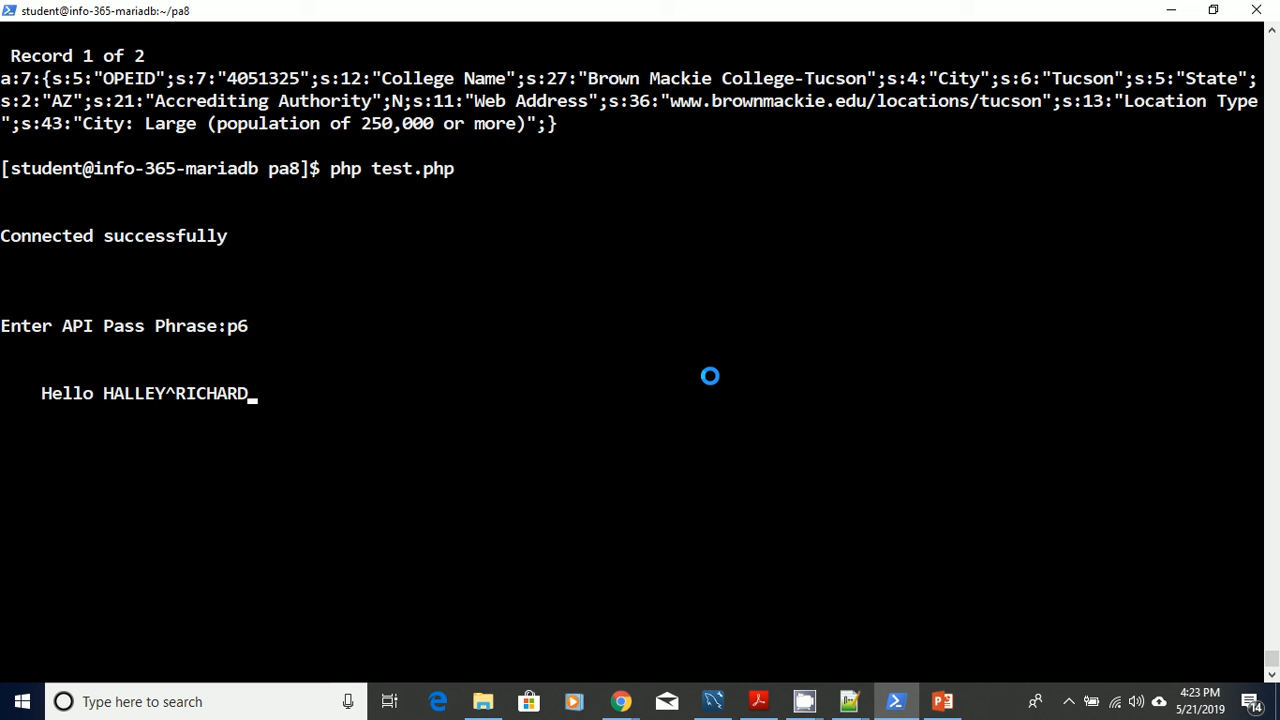 student@info-365-mariadb:~/pa8
Record 1 of 2
a:7:{s:5:"OPEID";s:7:"4051325";s:12:"College Name";s:27:"Brown Mackie College-Tucson";s:4:"City";s:6:"Tucson";s:5:"State";
s:2:"AZ";s:21:"Accrediting Authority";N;s:11:"Web Address";s:36:"www.brownmackie.edu/locations/tucson";s:13:"Location Type
";s:43:"City: Large (population of 250,000 or more)";}
[student@info-365-mariadb pa8]$ php test.php
Connected successfully
Enter API Pass Phrase:p6
Hello HALLEY^RICHARD_
Type here to search
4:23 PM
5/21/2019
14